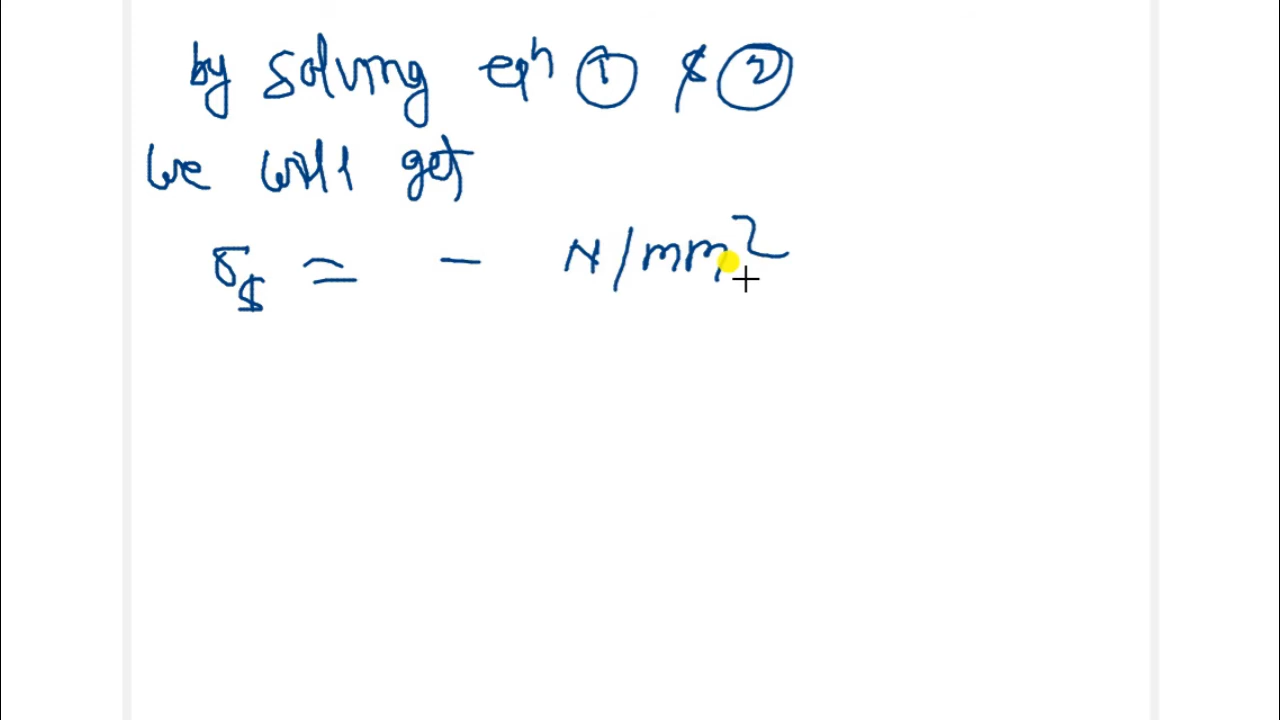 by solving eqn ① & ②
we will get
σs = - N/mm²